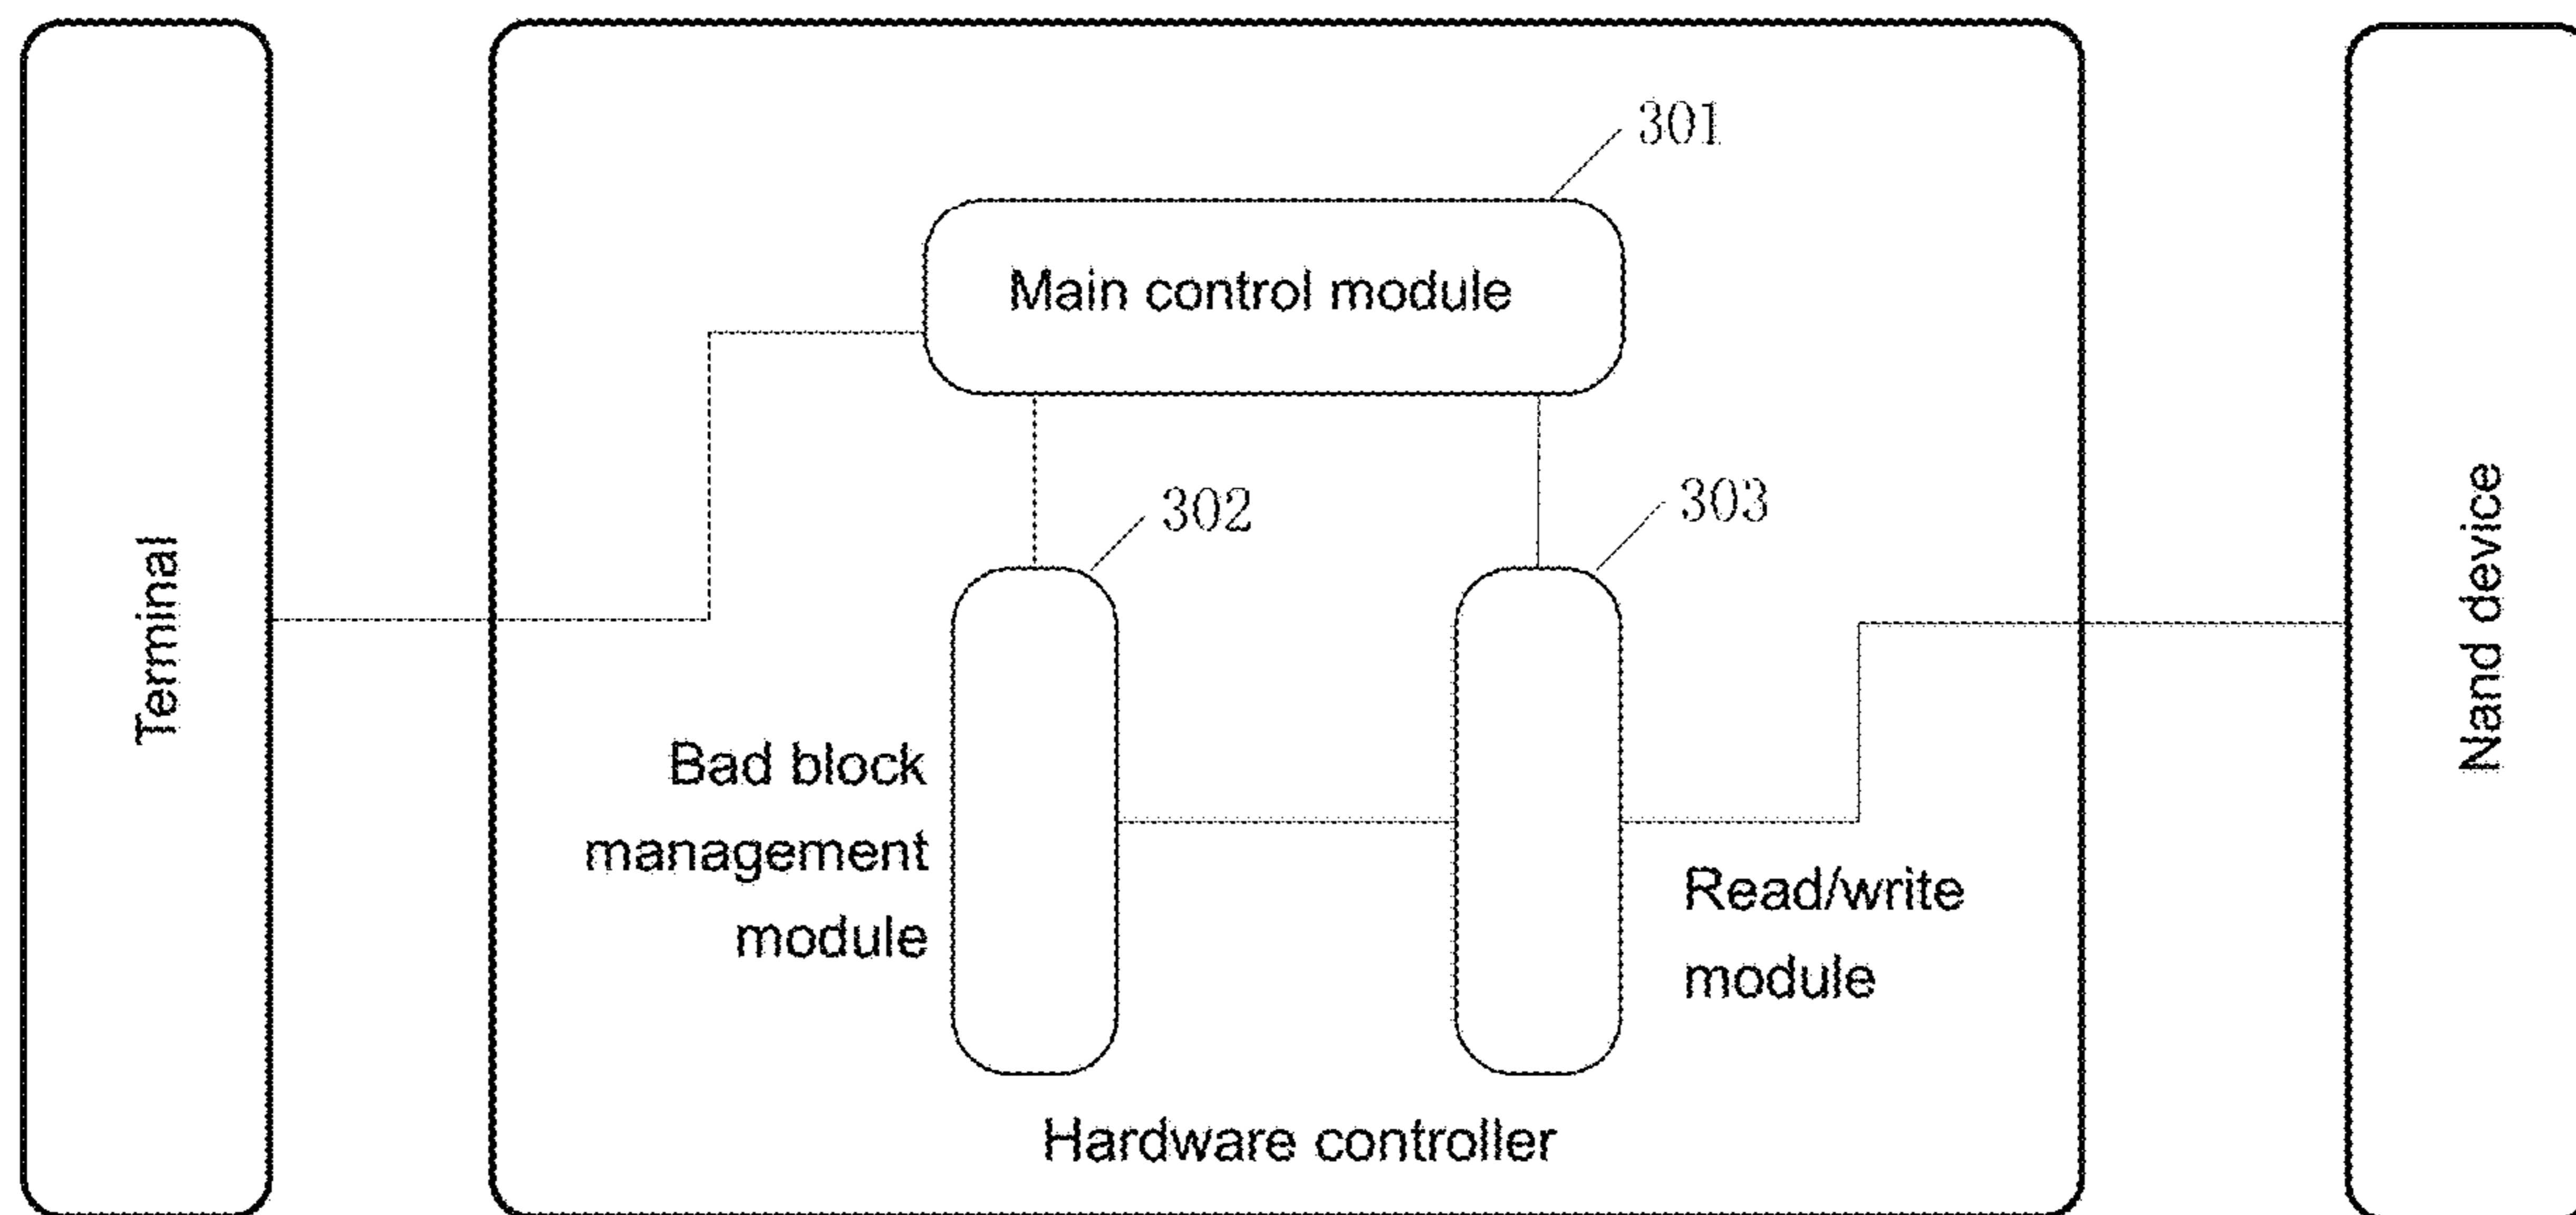 301
Main control module
302
303
Terminal
Nand device
Bad block
management
module
Read/write
module
Hardware controller